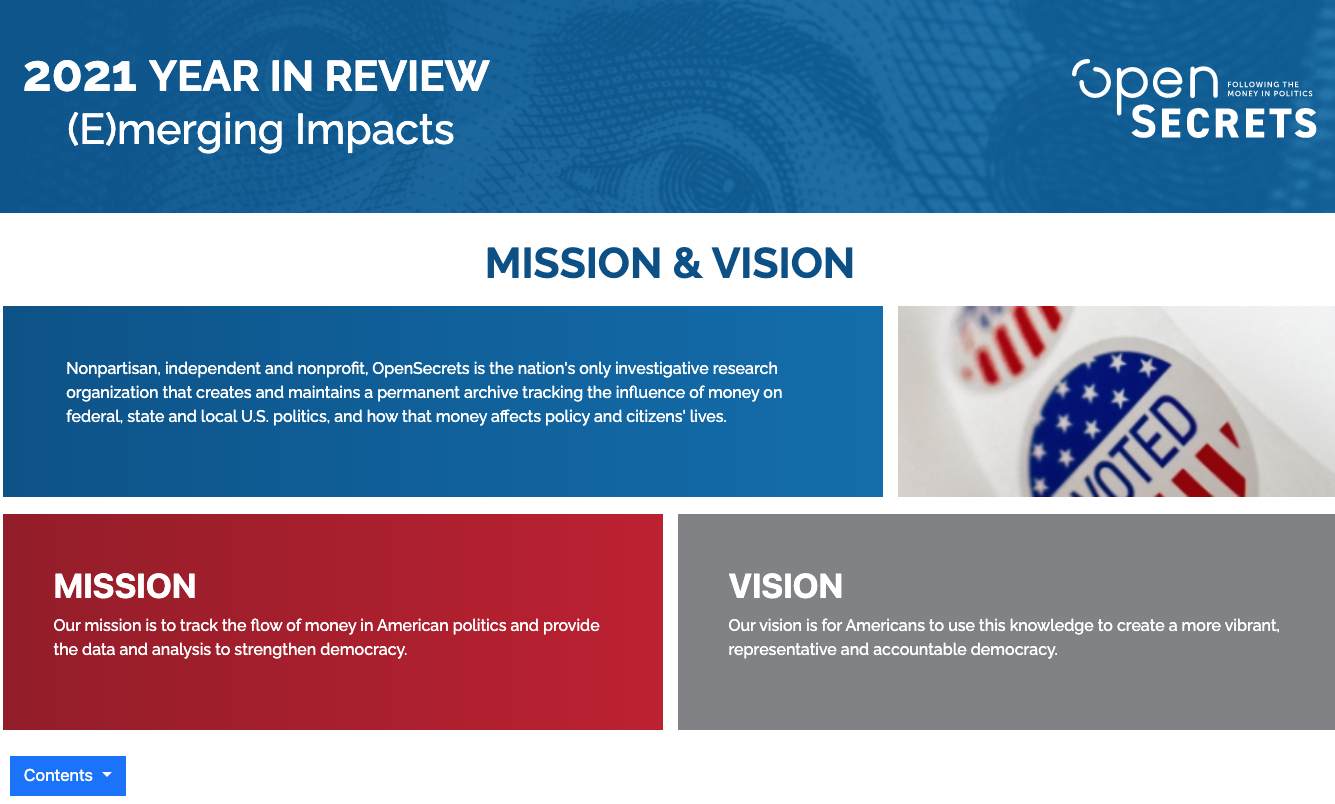 2021 YEAR IN REVIEW
(E)merging Impacts
open
FOLLOWING THE
MONEY IN POLITICS
SECRETS
MISSION & VISION
Nonpartisan, independent and nonprofit, OpenSecrets is the nation's only investigative research
organization that creates and maintains a permanent archive tracking the influence of money on
federal, state and local U.S. politics, and how that money affects policy and citizens' lives.
VOTED
MISSION
Our mission is to track the flow of money in American politics and provide
the data and analysis to strengthen democracy.
VISION
Our vision is for Americans to use this knowledge to create a more vibrant,
representative and accountable democracy.
Contents